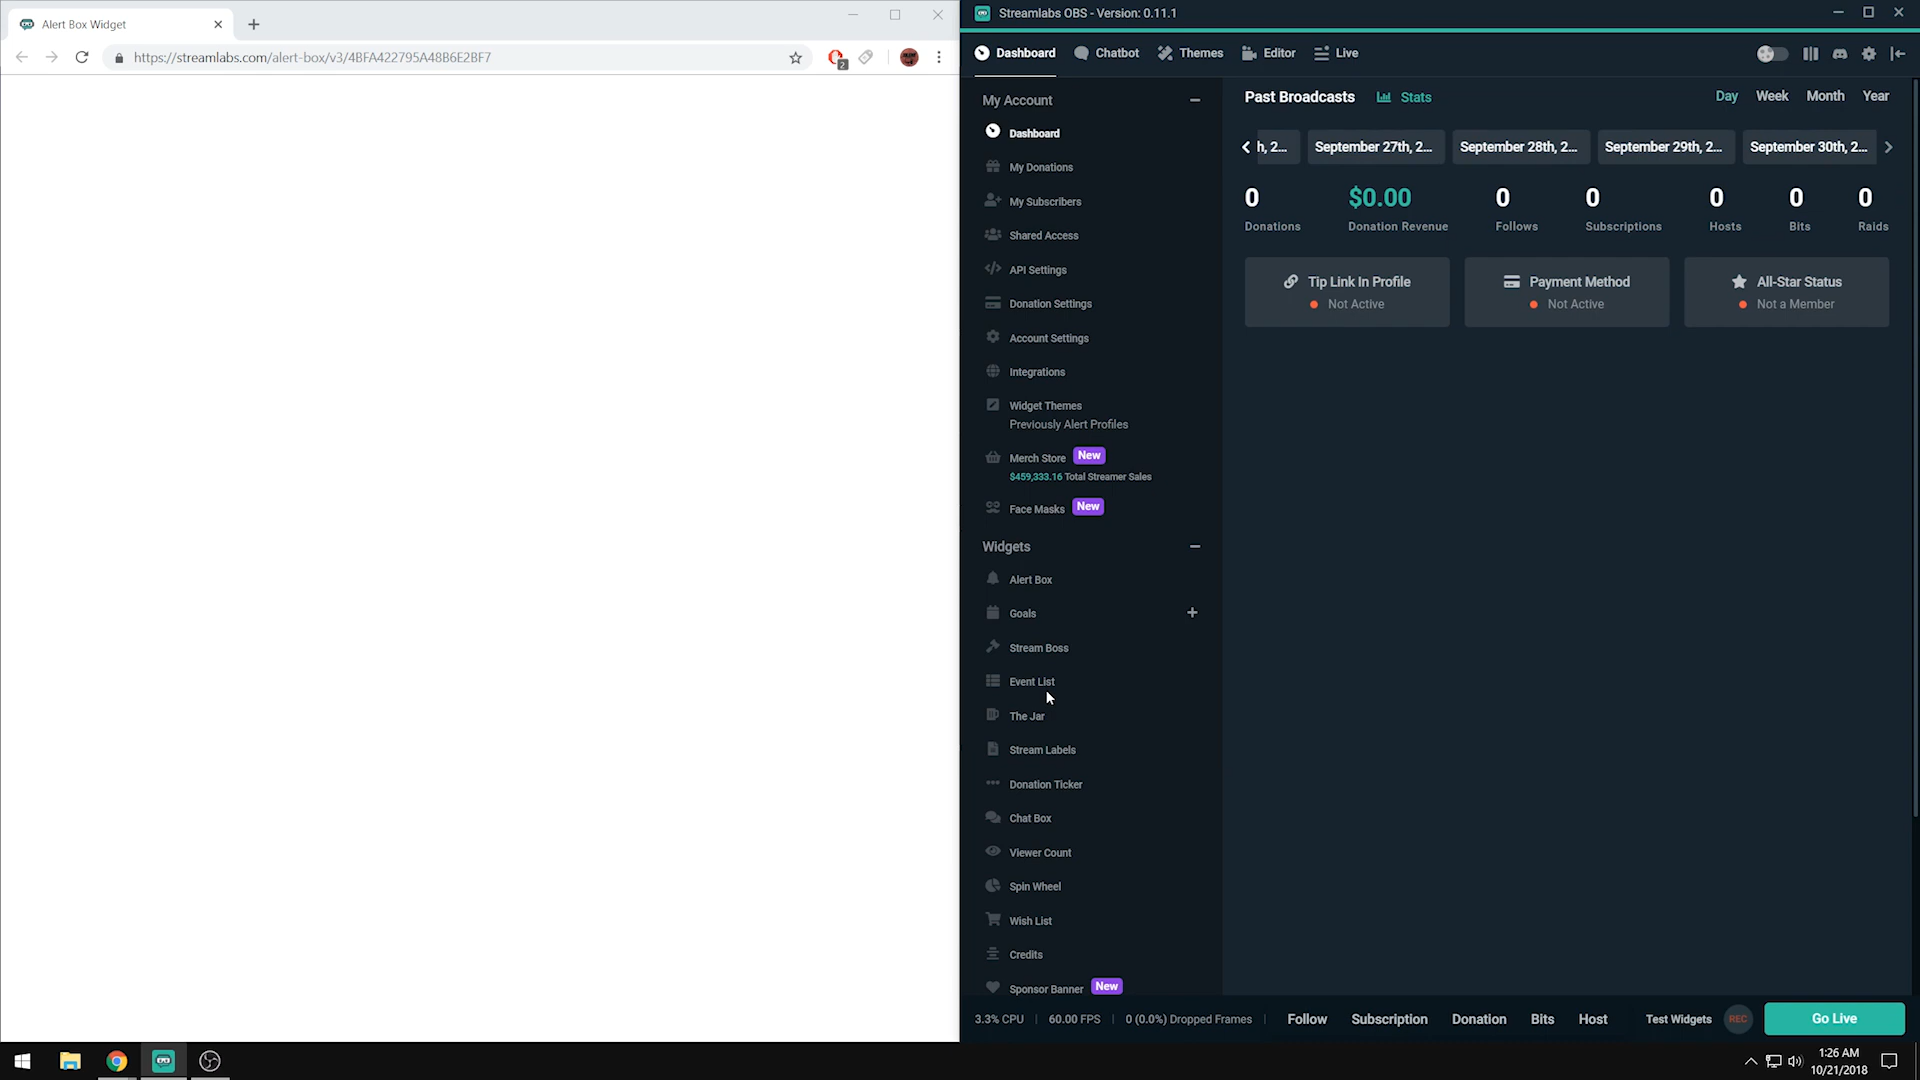 Alert Box Widget
https://streamlabs.com/alert-box/v3/4BFA422795A48B6E2BF7
2
Streamlabs OBS - Version: 0.11.1
Dashboard Chatbot Themes Editor Live
My Account
Dashboard
My Donations
My Subscribers
Shared Access
API Settings
Donation Settings
Account Settings
Integrations
Widget Themes
Previously Alert Profiles
Merch Store New
$459,333.16 Total Streamer Sales
Face Masks New
Widgets
Alert Box
Goals
Stream Boss
Event List
The Jar
Stream Labels
Donation Ticker
Chat Box
Viewer Count
Spin Wheel
Wish List
Credits
Sponsor Banner New
Past Broadcasts Stats Day Week Month Year
h, 2... September 27th, 2... September 28th, 2... September 29th, 2... September 30th, 2...
0 $0.00 0 0 0 0 0
Donations Donation Revenue Follows Subscriptions Hosts Bits Raids
Tip Link In Profile Payment Method All-Star Status
Not Active Not Active Not a Member
3.3% CPU 60.00 FPS 0 (0.0%) Dropped Frames Follow Subscription Donation Bits Host Test Widgets REC Go Live
1:26 AM
10/21/2018